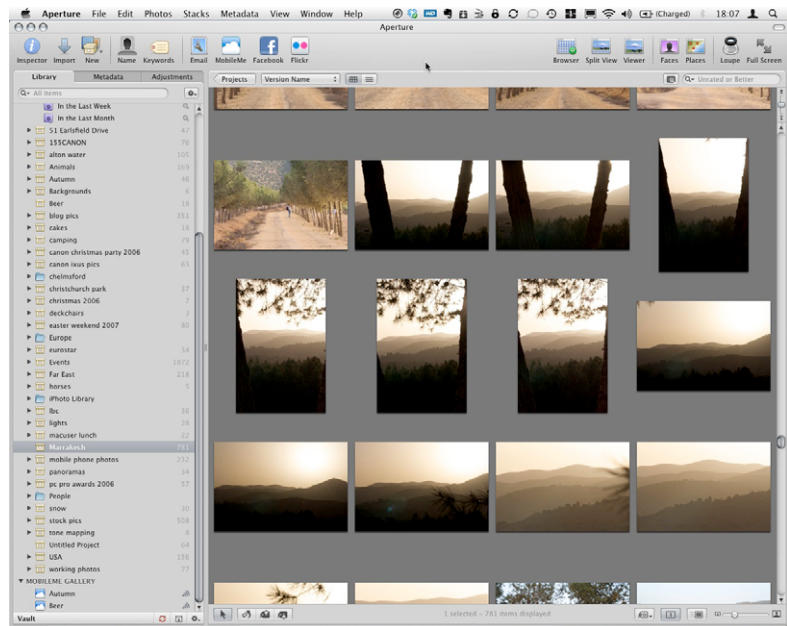 Aperture File Edit Photos Stacks Metadata View Window Help (Charged) 18:07
Aperture
Inspector Import New Name Keywords Email MobileMe Facebook Flickr Browser Split View Viewer Faces Places Loupe Full Screen
Library Metadata Adjustments Projects Version Name Unrated or Better
All Items
In the Last Week
In the Last Month
51 Earlsfield Drive 47
155CANON 76
alton water 105
Animals 169
Autumn 46
Backgrounds 6
Beer 18
blog pics 351
cakes 16
camping 79
canon christmas party 2006 45
canon ixus pics 63
chelmsford
christchurch park 37
christmas 2006 7
deckchairs 3
easter weekend 2007 80
Europe
eurostar 34
Events 1872
Far East 218
horses 5
iPhoto Library
lbc 36
lights 28
macuser lunch 22
Marrakesh 781
mobile phone photos 232
panoramas 34
pc pro awards 2006 57
People
snow 30
stock pics 508
tone mapping 8
Untitled Project 64
USA 136
working photos 77
MOBILEME GALLERY
Autumn
Beer
Vault 1 selected – 781 items displayed